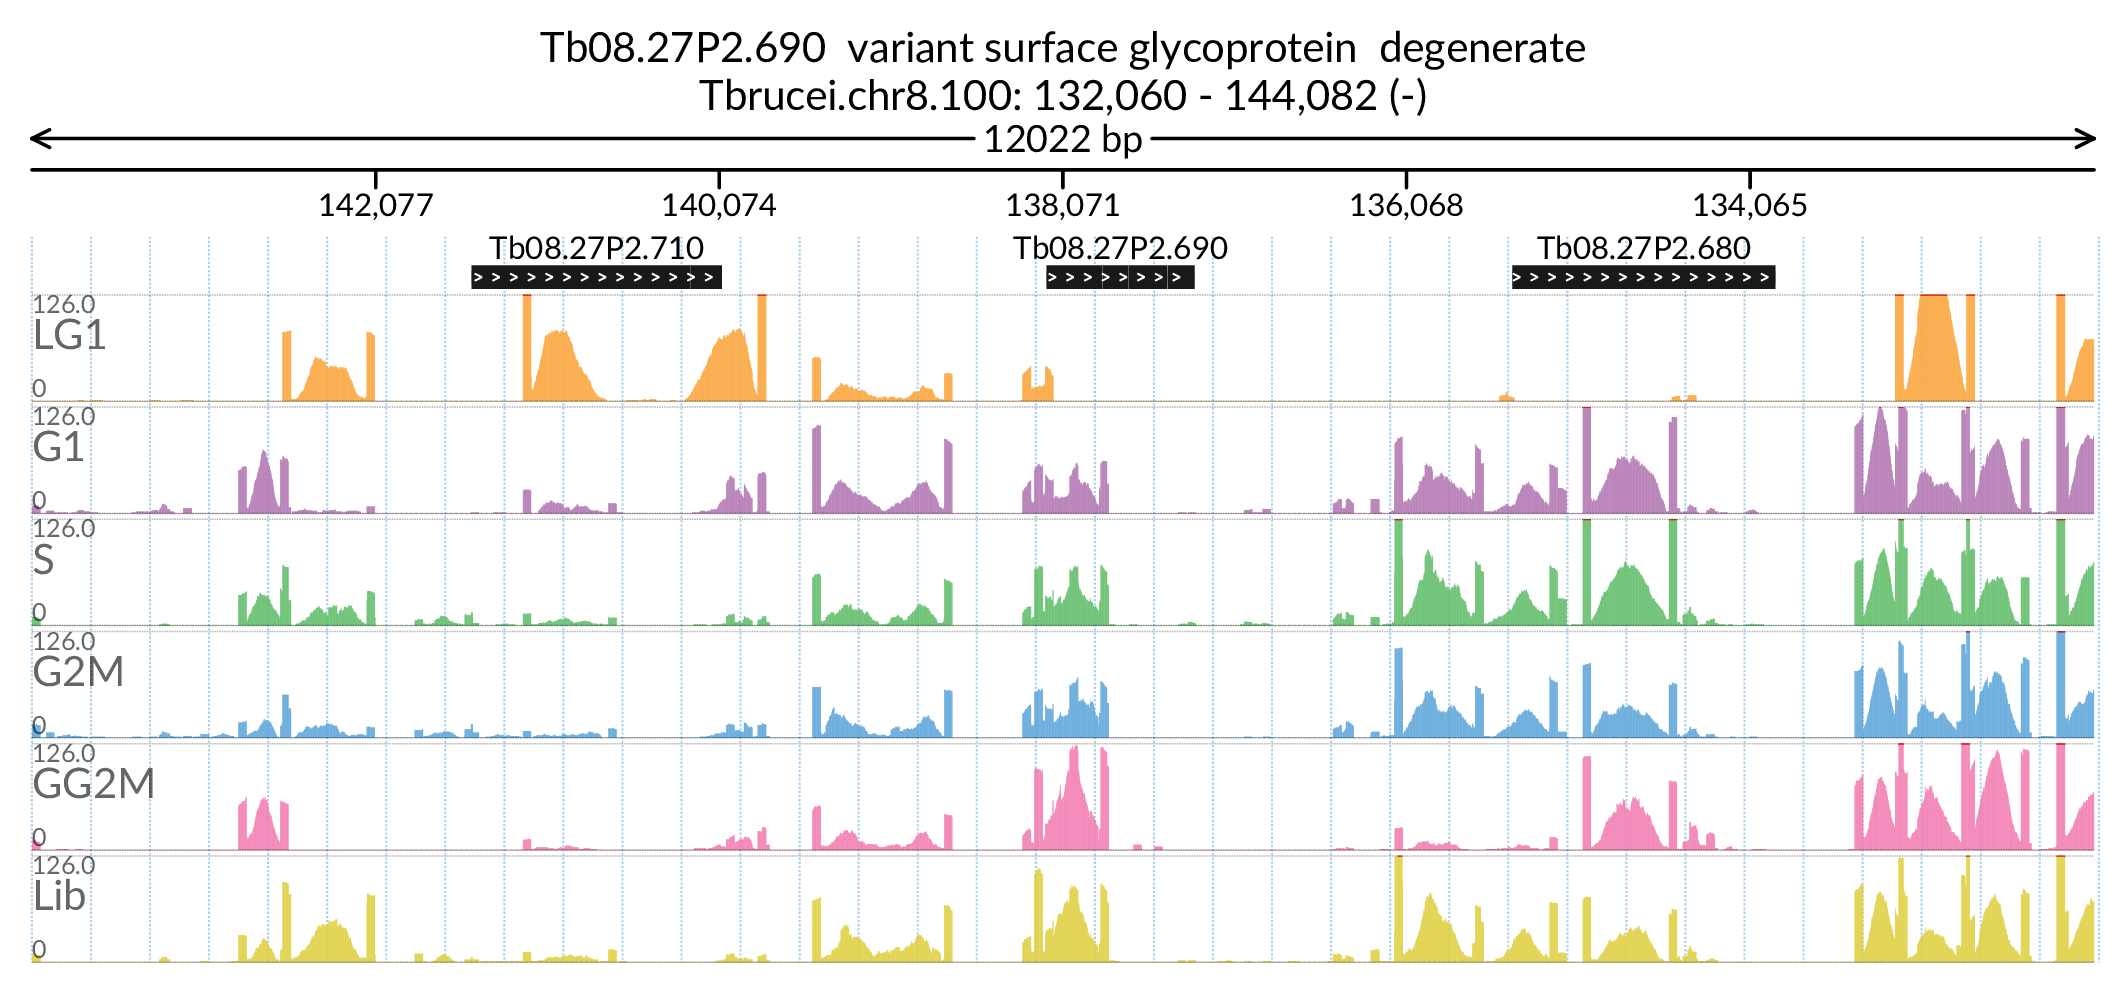 Tb08.27P2.690 variant surface glycoprotein degenerate
Tbrucei.chr8.100: 132,060 - 144,082 (-)
12022 bp
142,077 140,074 138,071 136,068 134,065
Tb08.27P2.710 Tb08.27P2.690 Tb08.27P2.680
126.0
LG1
0
126.0
G1
0
126.0
S
0
126.0
G2M
0
126.0
GG2M
0
126.0
Lib
0